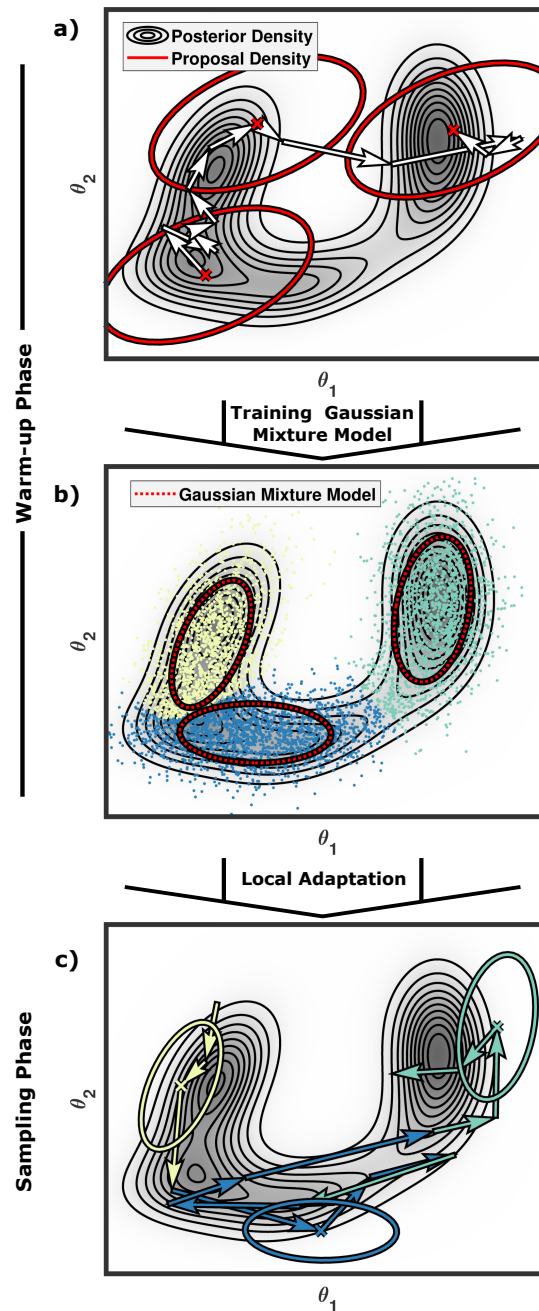 a)
Posterior Density
Proposal Density
θ2
θ1
Warm-up Phase
Training Gaussian
Mixture Model
b)
Gaussian Mixture Model
θ2
θ1
Local Adaptation
c)
Sampling Phase
θ2
θ1